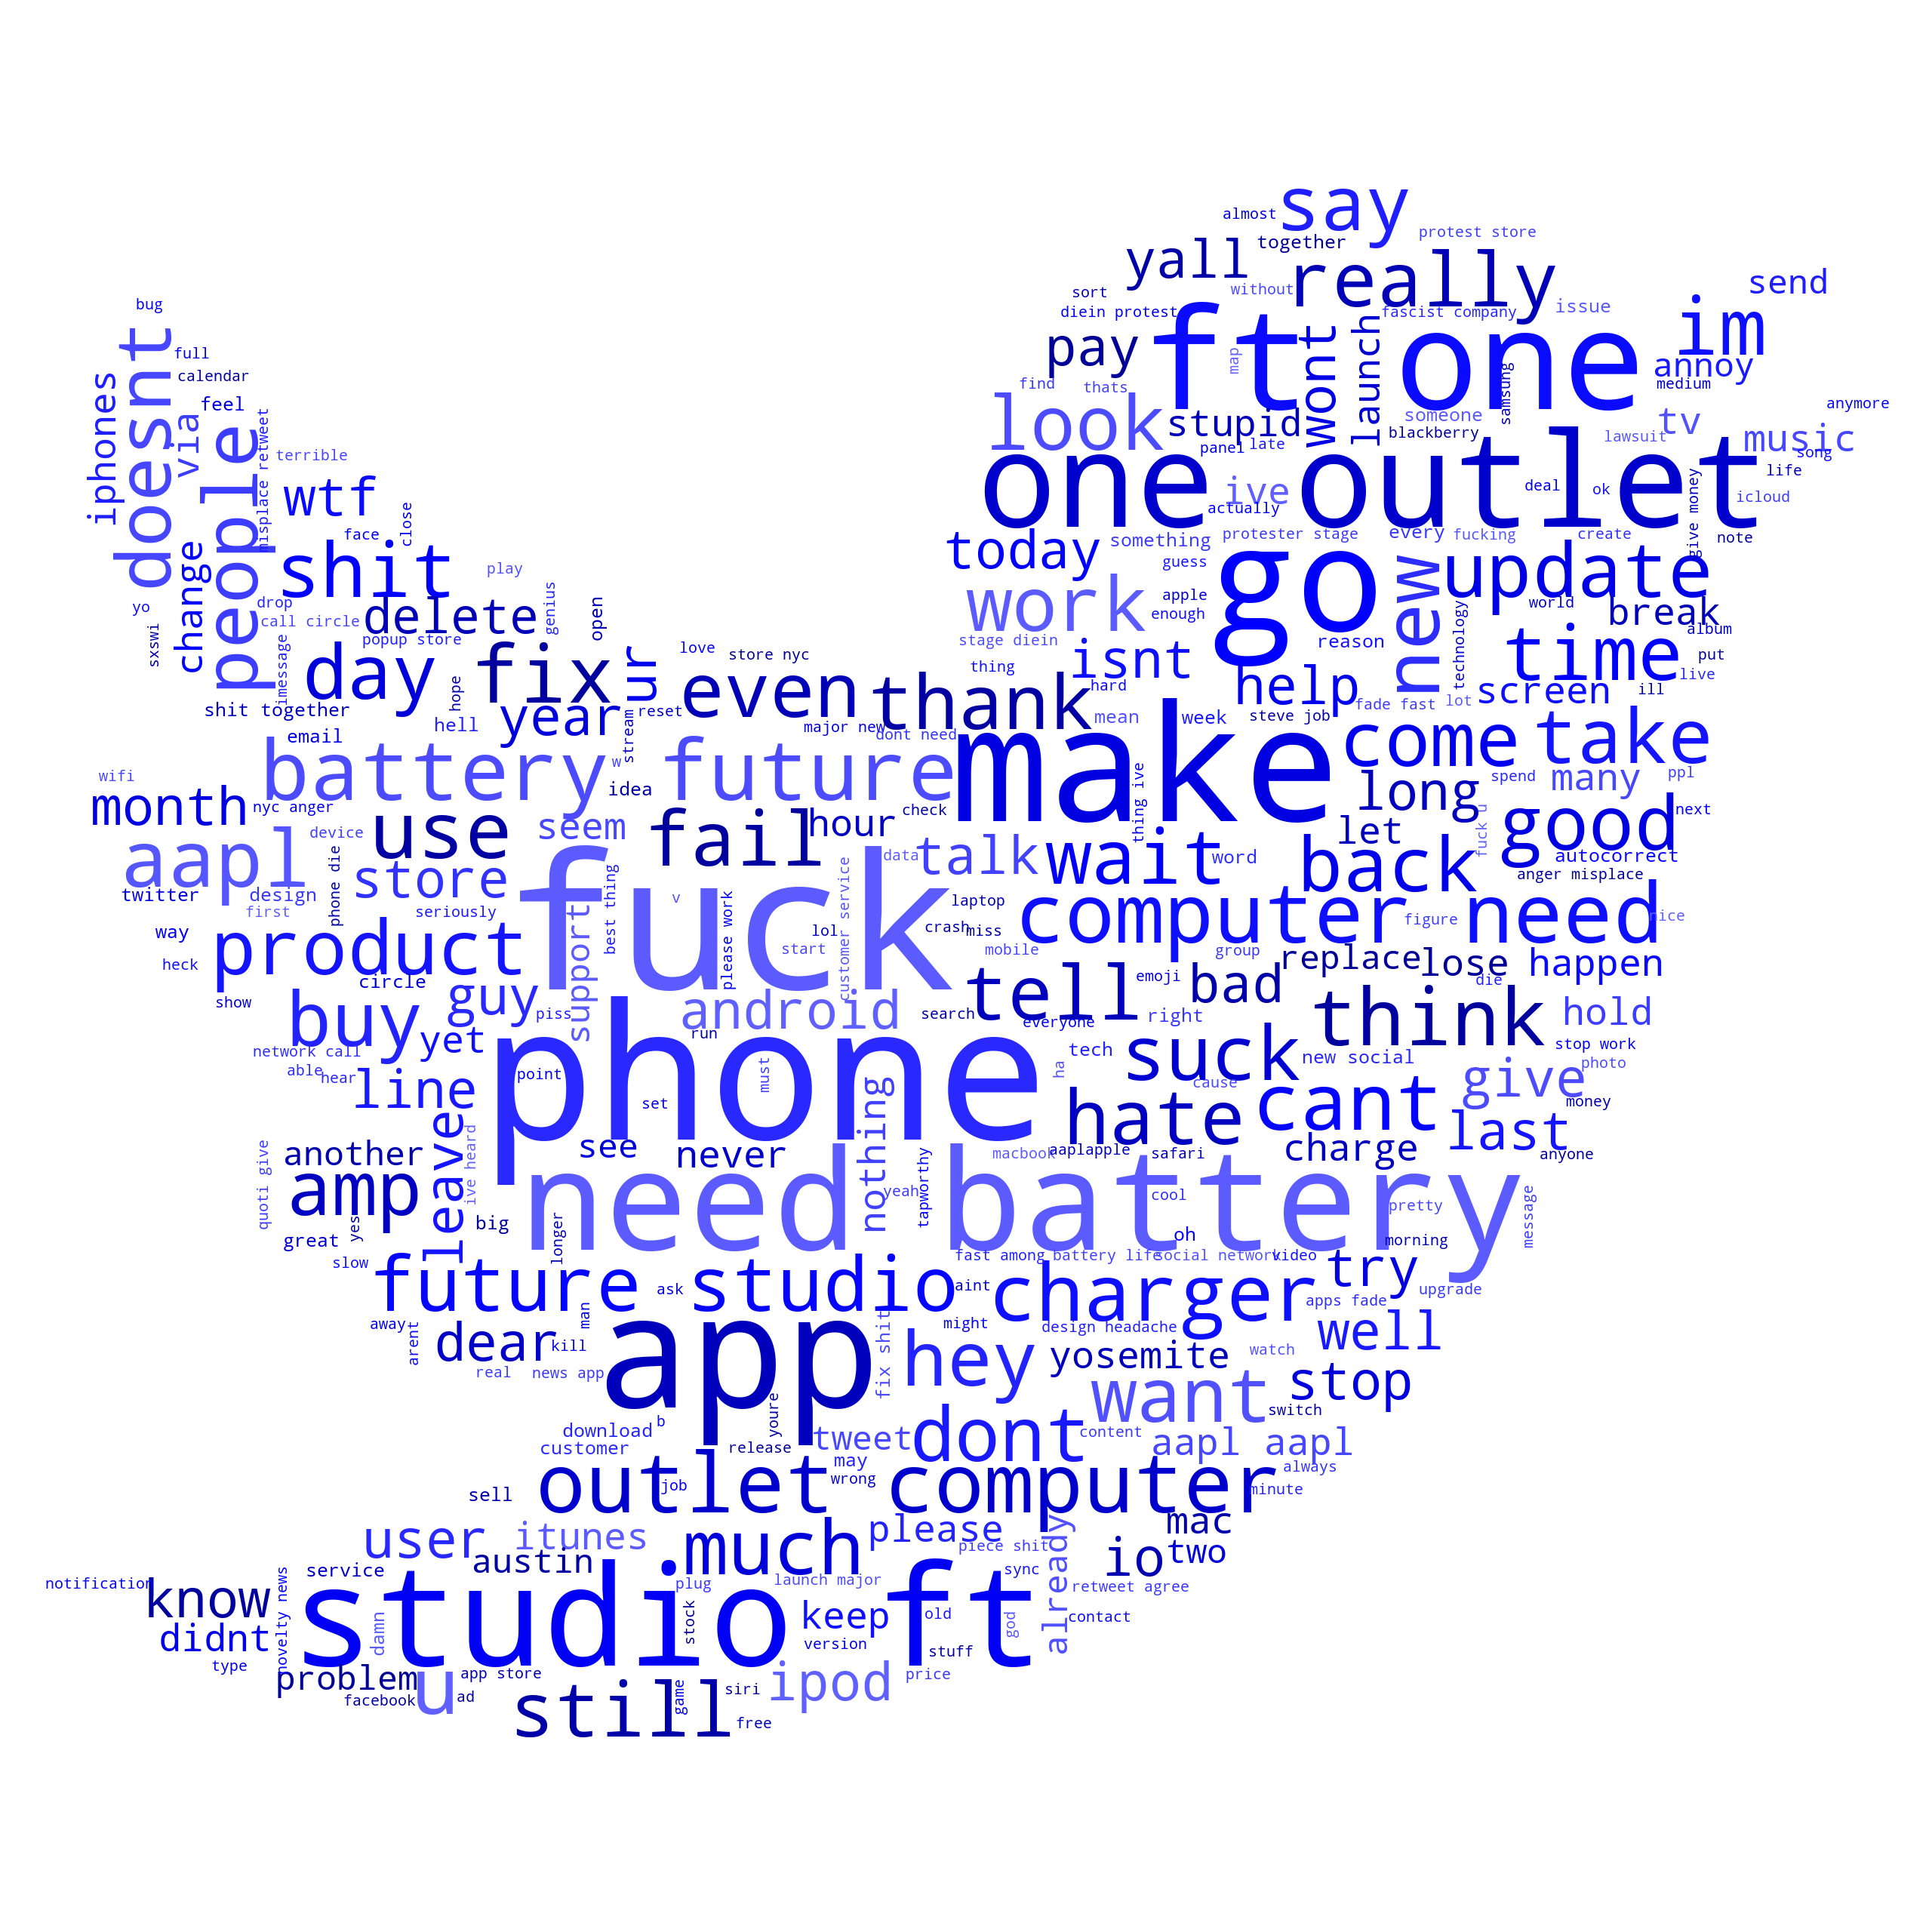 say
almost
protest store
together
yall
really
send
bug
sort
without
diein protest
fascist company
issue
im
ft
one
wont
launch
pay
map
annoy
full
doesnt
calendar
iphones
find
thats
medium
samsung
feel
via
look
stupid
someone
tv
anymore
people
misplace retweet
blackberry
lawsuit
music
terrible
panel
late
song
one
outlet
life
wtf
ive
deal
ok
icloud
actually
close
face
today
something
protester stage
every
fucking
create
give money
note
change
shit
play
guess
go
new
update
yo
drop
delete
genius
open
work
apple
enough
world
break
call circle
technology
album
sxswi
imessage
popup store
stage diein
reason
day
fix
ur
love
store nyc
isnt
time
put
thing
live
hope
even
thank
hard
help
screen
ill
shit together
year
reset
major new
mean
week
steve job
fade fast
lot
hell
stream
dont need
email
battery
w
future
make
come
take
wifi
idea
thing ive
long
spend
many
ppl
month
nyc anger
check
hour
next
aapl
device
use
seem
fail
let
fuck u
good
phone die
data
talk
wait
word
back
autocorrect
store
fuck
customer service
anger misplace
twitter
design
best thing
v
please work
laptop
first
seriously
support
computer
figure
need
nice
way
product
lol
crash
miss
start
mobile
group
replace
lose
happen
heck
circle
tell
emoji
bad
die
show
buy
guy
piss
android
search
everyone
right
think
hold
yet
run
suck
stop work
network call
tech
new social
photo
able
hear
phone
point
must
ha
cause
line
set
nothing
hate
cant
give
money
leave
ive heard
last
another
see
never
macbook
aaplapple
safari
charge
anyone
quoti give
amp
need battery
yeah
tapworthy
cool
pretty
message
yes
big
longer
great
oh
morning
slow
fast among
battery life
social network
video
try
future studio
ask
aint
charger
apps fade
upgrade
away
arent
man
app
might
design headache
dear
kill
fix shit
hey
yosemite
watch
well
real
news app
want
stop
youre
switch
download
b
tweet
dont
content
aapl aapl
customer
release
may
always
outlet
job
wrong
computer
minute
sell
user
itunes
much
please
piece shit
already
mac
austin
io
two
service
notification
know
novelty news
studio ft
plug
launch major
sync
retweet agree
didnt
damn
stock
keep
old
god
contact
version
stuff
type
problem
u
app store
ipod
price
facebook
ad
still
game
siri
free